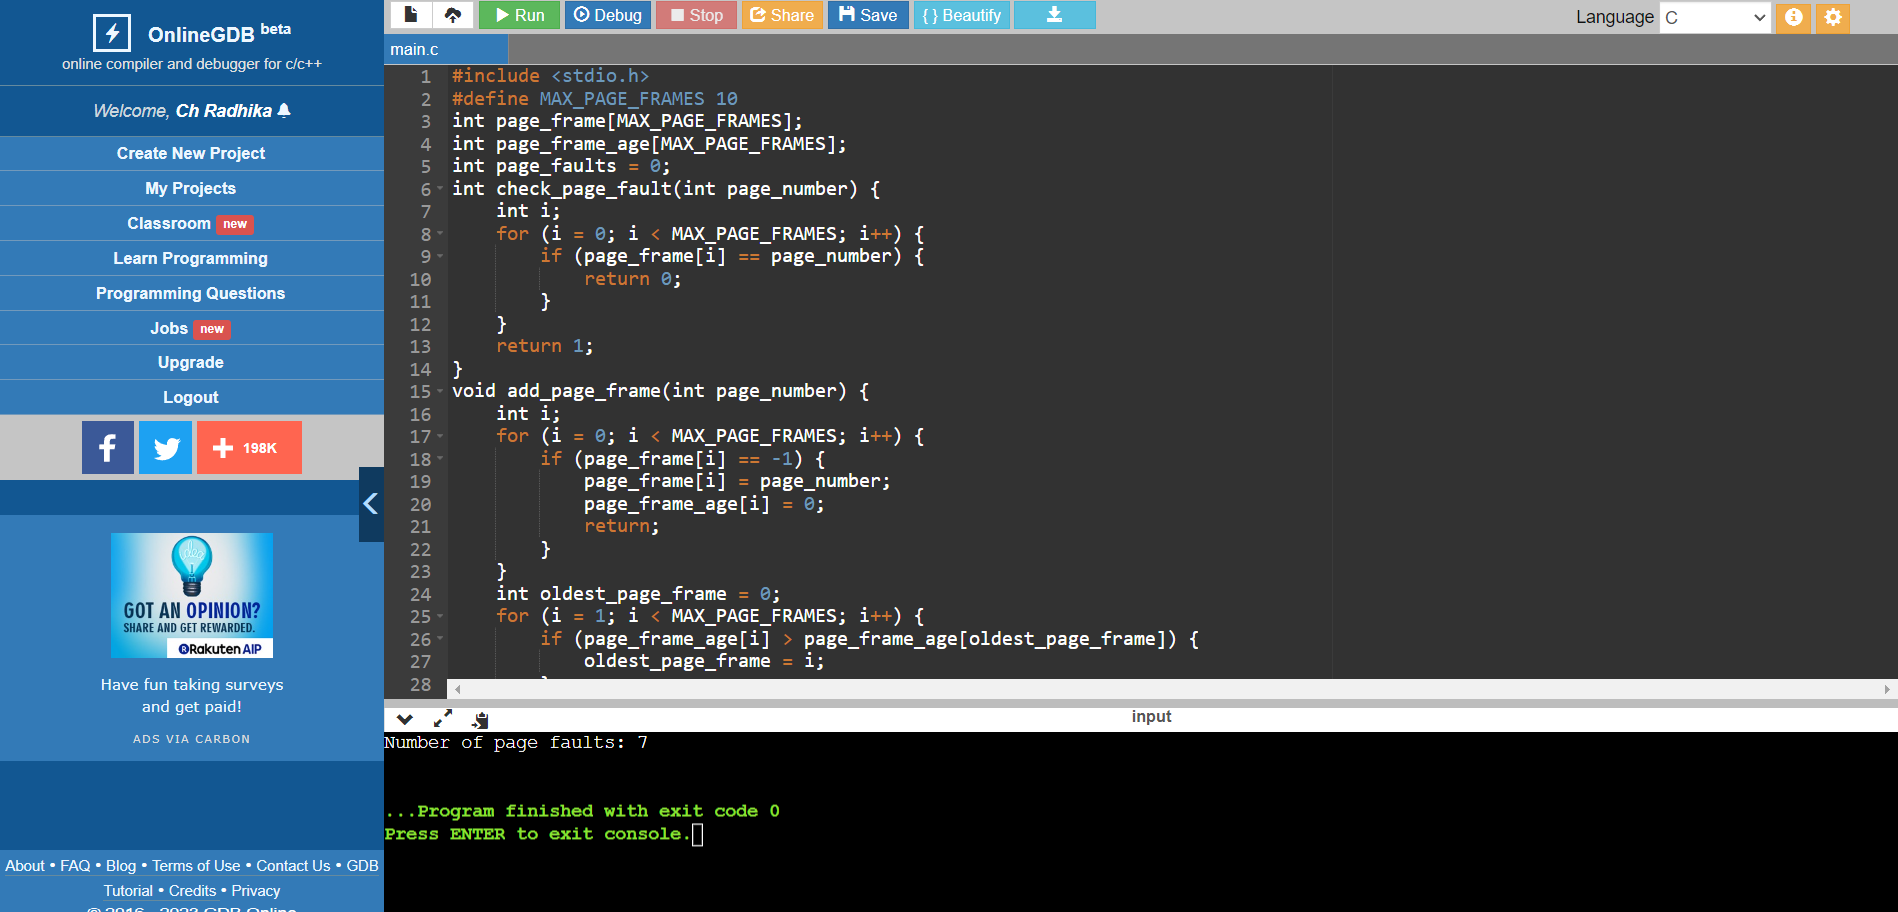 OnlineGDB beta
online compiler and debugger for c/c++
Welcome, Ch Radhika
Create New Project
My Projects
Classroom new
Learn Programming
Programming Questions
Jobs new
Upgrade
Logout
198K
idea
GOT AN OPINION?
SHARE AND GET REWARDED.
Rakuten AIP
Have fun taking surveys
and get paid!
ADS VIA CARBON
About • FAQ • Blog • Terms of Use • Contact Us • GDB
Tutorial • Credits • Privacy
© 2016 - 2023 GDB Online
Run Debug Stop Share Save { } Beautify
Language C
main.c
1 #include <stdio.h>
2 #define MAX_PAGE_FRAMES 10
3 int page_frame[MAX_PAGE_FRAMES];
4 int page_frame_age[MAX_PAGE_FRAMES];
5 int page_faults = 0;
6 int check_page_fault(int page_number) {
7     int i;
8     for (i = 0; i < MAX_PAGE_FRAMES; i++) {
9         if (page_frame[i] == page_number) {
10             return 0;
11         }
12     }
13     return 1;
14 }
15 void add_page_frame(int page_number) {
16     int i;
17     for (i = 0; i < MAX_PAGE_FRAMES; i++) {
18         if (page_frame[i] == -1) {
19             page_frame[i] = page_number;
20             page_frame_age[i] = 0;
21             return;
22         }
23     }
24     int oldest_page_frame = 0;
25     for (i = 1; i < MAX_PAGE_FRAMES; i++) {
26         if (page_frame_age[i] > page_frame_age[oldest_page_frame]) {
27             oldest_page_frame = i;
28
input
Number of page faults: 7
...Program finished with exit code 0
Press ENTER to exit console.